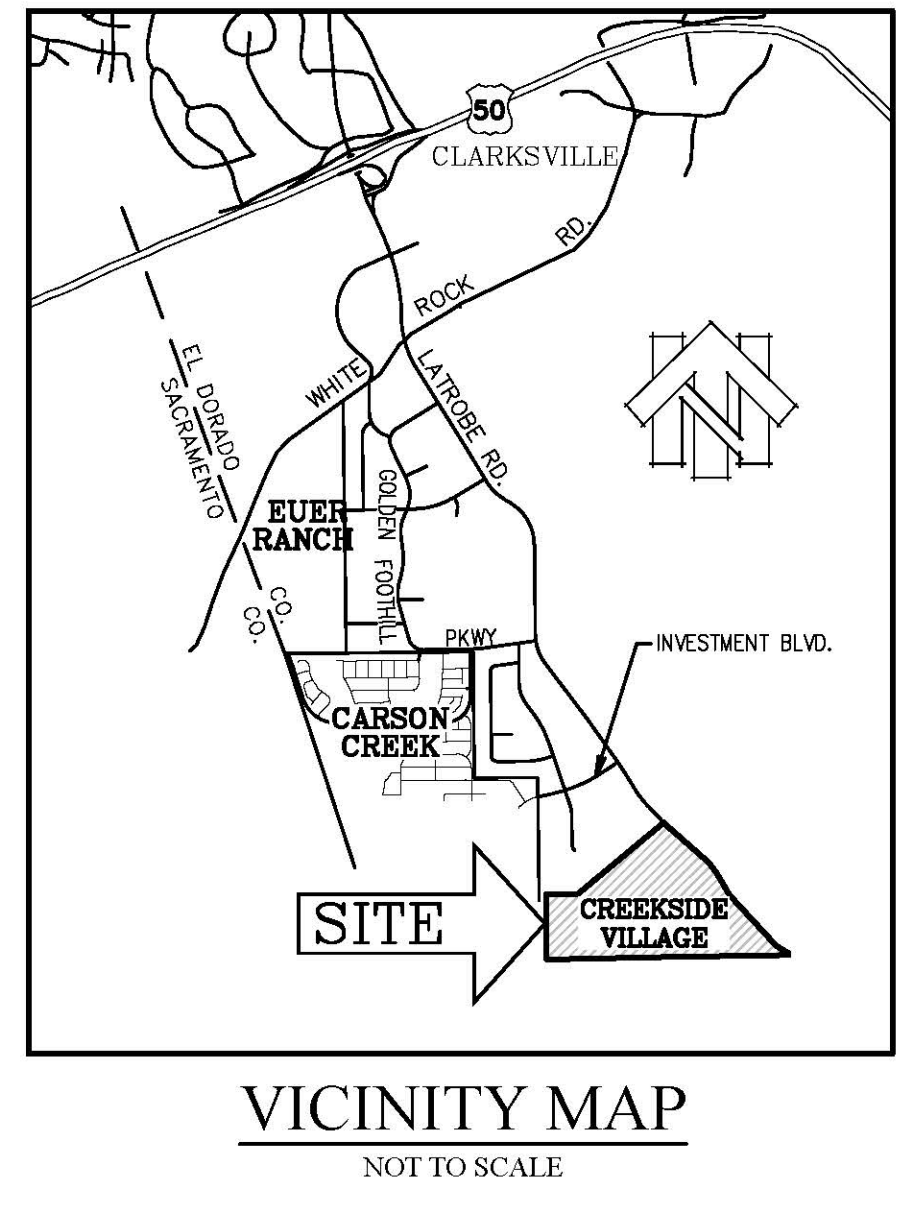 50
CLARKSVILLE
WHITE ROCK RD.
LATROBE RD.
EL DORADO CO.
SACRAMENTO CO.
EUER
RANCH
GOLDEN FOOTHILL PKWY
N
INVESTMENT BLVD.
CARSON
CREEK
SITE
CREEKSIDE
VILLAGE
VICINITY MAP
NOT TO SCALE